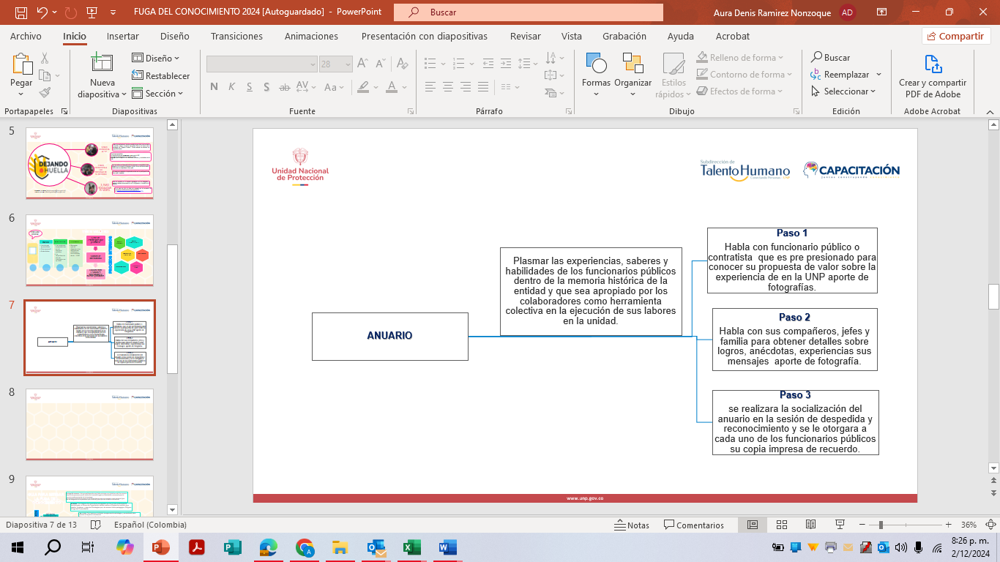 FUGA DEL CONOCIMIENTO 2024 [Autoguardado] - PowerPoint
Buscar
Aura Denis Ramirez Nonzoque
AD
Archivo
Inicio
Insertar
Diseño
Transiciones
Animaciones
Presentación con diapositivas
Revisar
Vista
Grabación
Ayuda
Acrobat
Compartir
Pegar
Portapapeles
Nueva
diapositiva
Diseño
Restablecer
Sección
Diapositivas
28
N K S S ab AV Aa
A
Fuente
Párrafo
Formas
Organizar
Estilos
rápidos
Relleno de forma
Contorno de forma
Efectos de forma
Dibujo
Buscar
Reemplazar
Seleccionar
Edición
Crear y compartir
PDF de Adobe
Adobe Acrobat
5
DEJANDO
HUELLA
6
7
8
9
Unidad Nacional
de Protección
Subdirección de
Talento Humano
CAPACITACIÓN
ANUARIO
Plasmar las experiencias, saberes y
habilidades de los funcionarios públicos
dentro de la memoria histórica de la
entidad y que sea apropiado por los
colaboradores como herramienta
colectiva en la ejecución de sus labores
en la unidad.
Paso 1
Habla con funcionario público o
contratista que es pre presionado para
conocer su propuesta de valor sobre la
experiencia de en la UNP aporte de
fotografías.
Paso 2
Habla con sus compañeros, jefes y
familia para obtener detalles sobre
logros, anécdotas, experiencias sus
mensajes aporte de fotografía.
Paso 3
se realizara la socialización del
anuario en la sesión de despedida y
reconocimiento y se le otorgara a
cada uno de los funcionarios públicos
su copia impresa de recuerdo.
www.unp.gov.co
Diapositiva 7 de 13
Español (Colombia)
Notas
Comentarios
36%
8:26 p. m.
2/12/2024